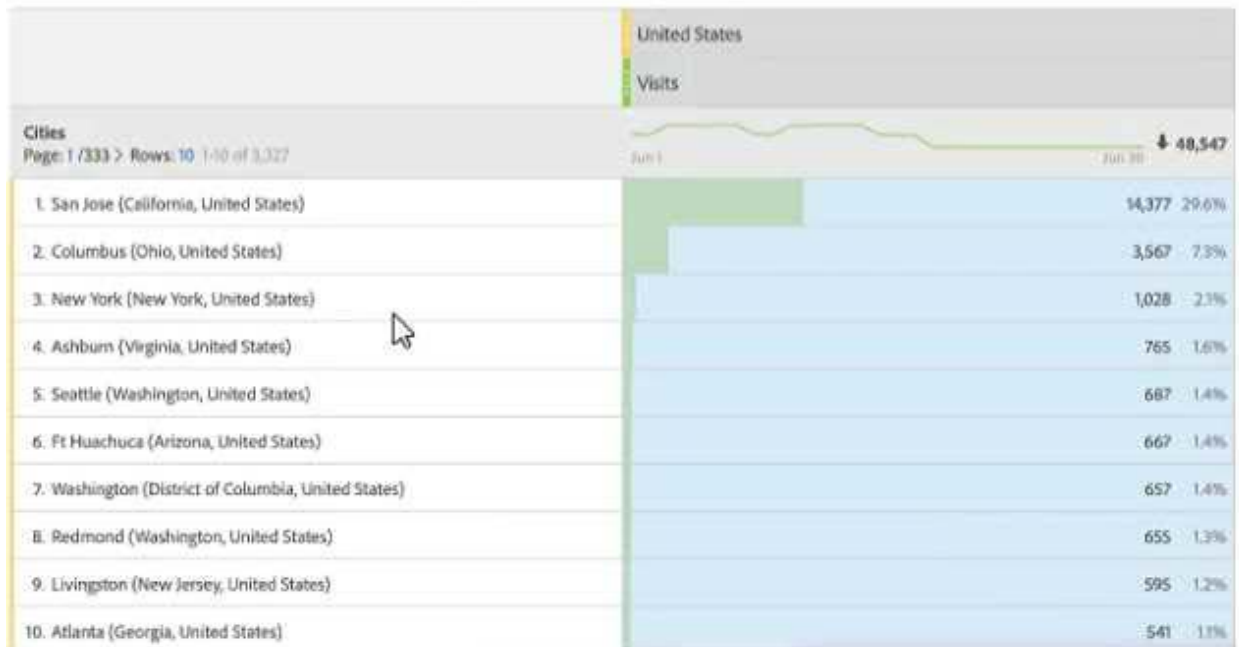 United States
Visits
Cities
Page: 1 /333 > Rows: 10 1-10 of 3,327
Jun 1
Jun 30
48,547
1. San Jose (California, United States) 14,377 29.6%
2. Columbus (Ohio, United States) 3,567 7.3%
3. New York (New York, United States) 1,028 2.1%
4. Ashburn (Virginia, United States) 765 1.6%
5. Seattle (Washington, United States) 687 1.4%
6. Ft Huachuca (Arizona, United States) 667 1.4%
7. Washington (District of Columbia, United States) 657 1.4%
8. Redmond (Washington, United States) 655 1.3%
9. Livingston (New Jersey, United States) 595 1.2%
10. Atlanta (Georgia, United States) 541 1.1%